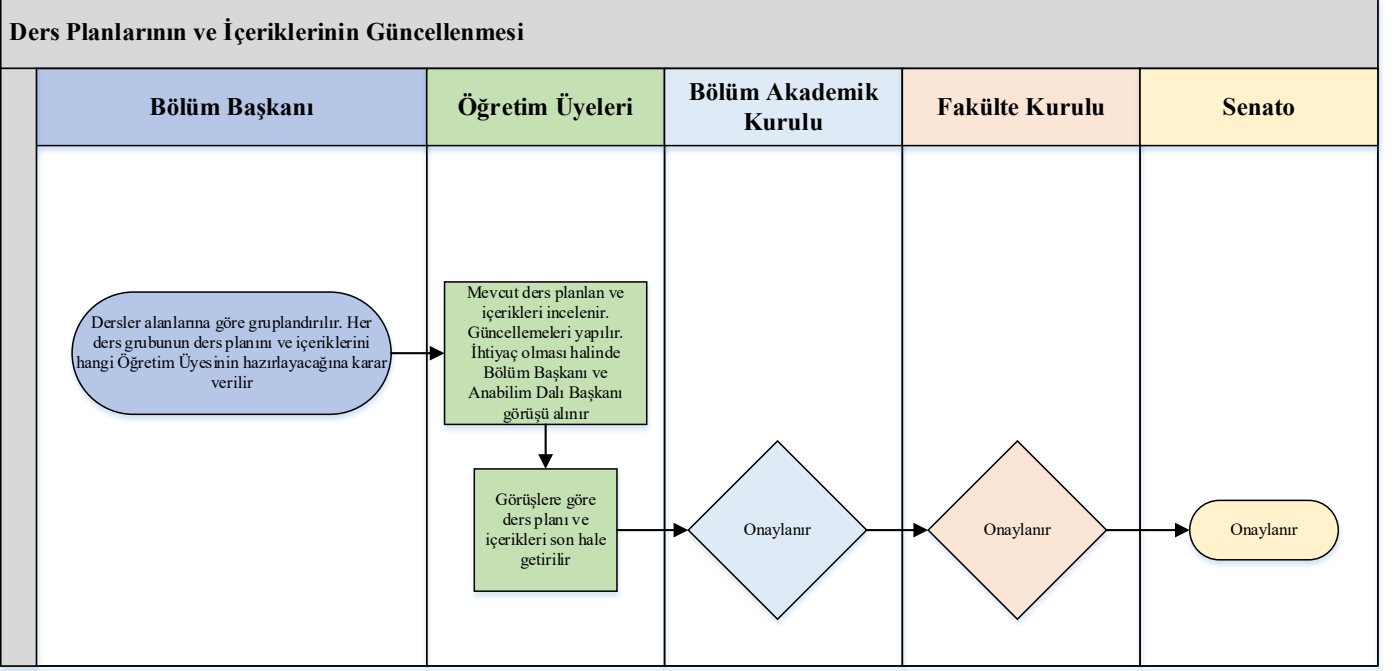 Ders Planlarının ve İçeriklerinin Güncellenmesi
Bölüm Başkanı
Öğretim Üyeleri
Bölüm Akademik
Kurulu
Fakülte Kurulu
Senato
Dersler alanlarına göre gruplandırılır. Her
ders grubunun ders planını ve içeriklerini
hangi Öğretim Üyesinin hazırlayacağına karar
verilir
Mevcut ders planlan ve
içerikleri incelenir.
Güncellemeleri yapılır.
İhtiyaç olması halinde
Bölüm Başkanı ve
Anabilim Dalı Başkanı
görüşü alınır
Görüşlere göre
ders planı ve
içerikleri son hale
getirilir
Onaylanır
Onaylanır
Onaylanır